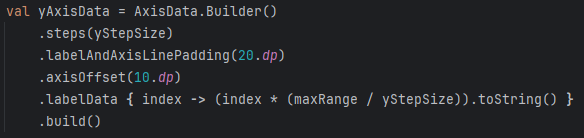 val yAxisData = AxisData.Builder()
.steps(yStepSize)
.labelAndAxisLinePadding(20.dp)
.axisOffset(10.dp)
.labelData { index -> (index * (maxRange / yStepSize)).toString() }
.build()